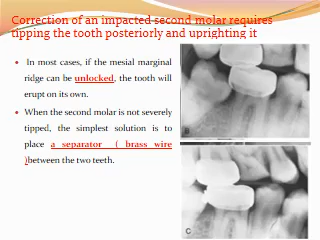 Correction of an impacted second molar requires
tipping the tooth posteriorly and uprighting it
• In most cases, if the mesial marginal
ridge can be unlocked, the tooth will
erupt on its own.
• When the second molar is not severely
tipped, the simplest solution is to
place a separator ( brass wire
)between the two teeth.
B
C